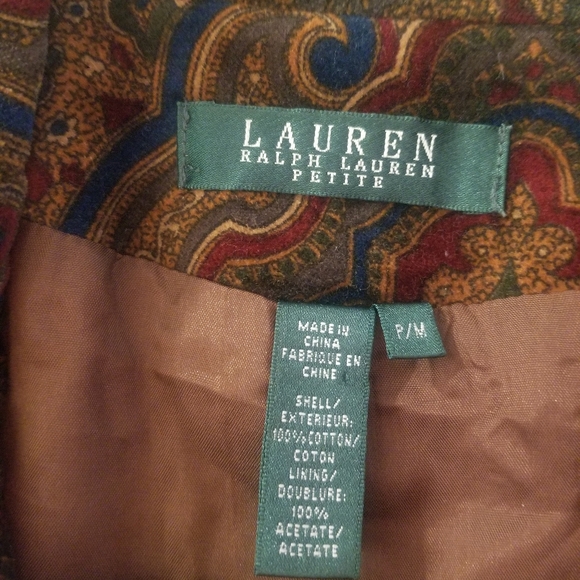 LAUREN
RALPH LAUREN
PETITE
P/M
MADE IN
CHINA
FABRIQUE EN
CHINE
SHELL/
EXTERIEUR:
100% COTTON/
COTON
LINING/
DOUBLURE:
100%
ACETATE/
ACETATE